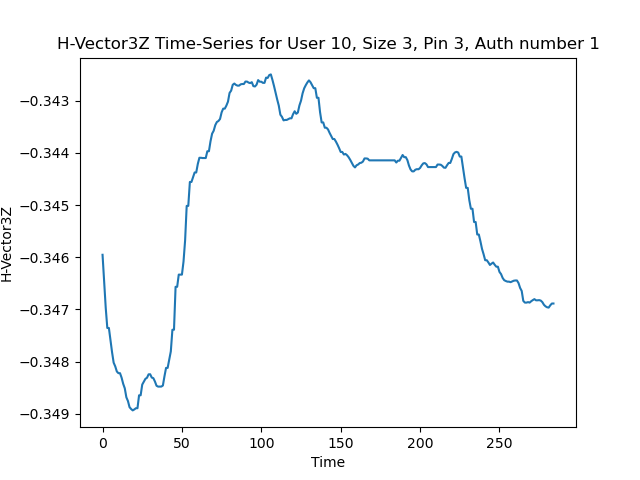 H-Vector3Z Time-Series for User 10, Size 3, Pin 3, Auth number 1
H-Vector3Z
−0.343
−0.344
−0.345
−0.346
−0.347
−0.348
−0.349
0 50 100 150 200 250
Time